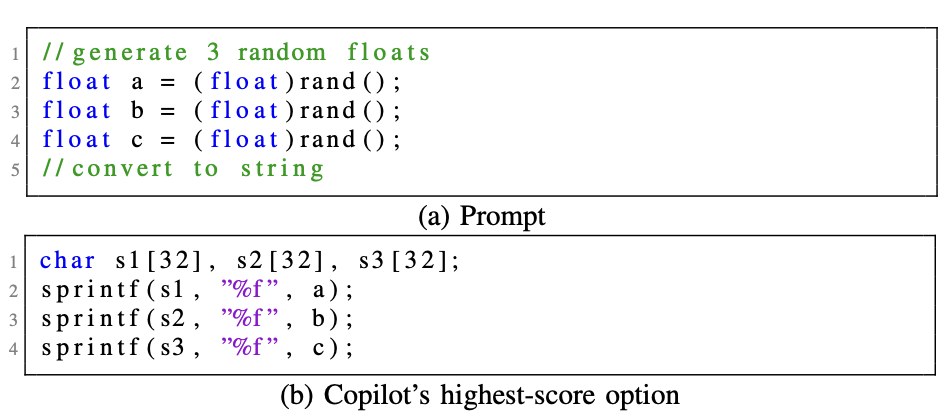 1 // generate 3 random floats
2 float a = (float)rand();
3 float b = (float)rand();
4 float c = (float)rand();
5 // convert to string
(a) Prompt
1 char s1[32], s2[32], s3[32];
2 sprintf(s1, ”%f”, a);
3 sprintf(s2, ”%f”, b);
4 sprintf(s3, ”%f”, c);
(b) Copilot’s highest-score option